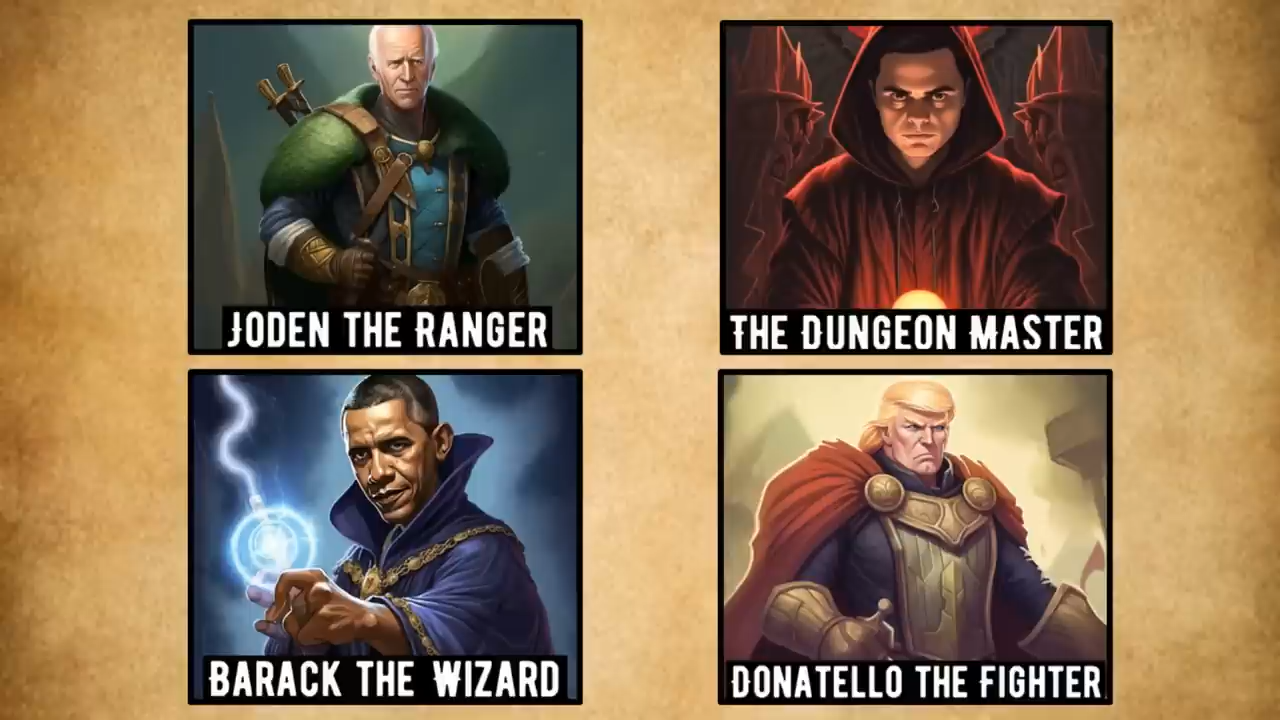 Joden the Ranger
The Dungeon Master
Barack the Wizard
Donatello the Fighter